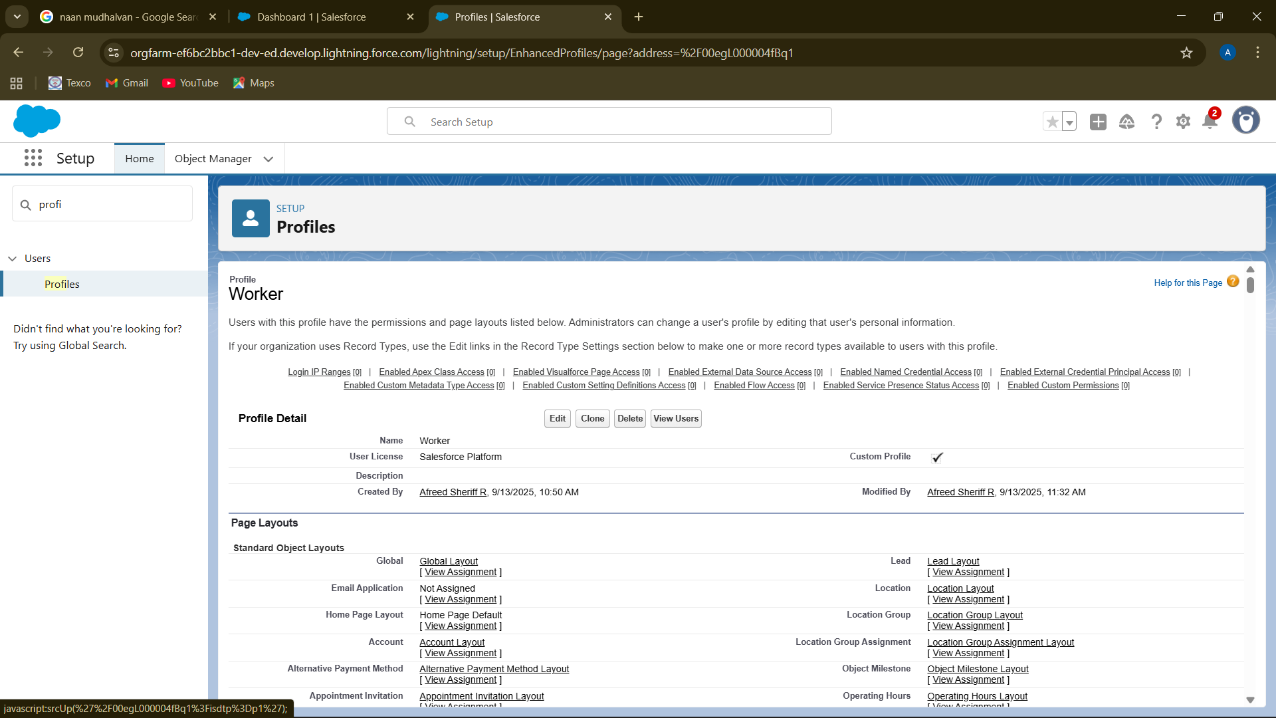 naan mudhalvan - Google Sear
Dashboard 1 | Salesforce
Profiles | Salesforce
orgfarm-ef6bc2bbc1-dev-ed.develop.lightning.force.com/lightning/setup/EnhancedProfiles/page?address=%2F00egL000004fBq1
A
Texco
Gmail
YouTube
Maps
Search Setup
2
Setup
Home
Object Manager
profi
Users
Profiles
Didn't find what you're looking for?
Try using Global Search.
SETUP
Profiles
Profile
Worker
Help for this Page
Users with this profile have the permissions and page layouts listed below. Administrators can change a user's profile by editing that user's personal information.
If your organization uses Record Types, use the Edit links in the Record Type Settings section below to make one or more record types available to users with this profile.
Login IP Ranges [0] | Enabled Apex Class Access [0] | Enabled Visualforce Page Access [0] | Enabled External Data Source Access [0] | Enabled Named Credential Access [0] | Enabled External Credential Principal Access [0] |
Enabled Custom Metadata Type Access [0] | Enabled Custom Setting Definitions Access [0] | Enabled Flow Access [0] | Enabled Service Presence Status Access [0] | Enabled Custom Permissions [0]
Profile Detail
Edit Clone Delete View Users
Name Worker
User License Salesforce Platform Custom Profile
Description
Created By Afreed Sheriff R, 9/13/2025, 10:50 AM Modified By Afreed Sheriff R, 9/13/2025, 11:32 AM
Page Layouts
Standard Object Layouts
Global Global Layout Lead Lead Layout
[ View Assignment ] [ View Assignment ]
Email Application Not Assigned Location Location Layout
[ View Assignment ] [ View Assignment ]
Home Page Layout Home Page Default Location Group Location Group Layout
[ View Assignment ] [ View Assignment ]
Account Account Layout Location Group Assignment Location Group Assignment Layout
[ View Assignment ] [ View Assignment ]
Alternative Payment Method Alternative Payment Method Layout Object Milestone Object Milestone Layout
[ View Assignment ] [ View Assignment ]
Appointment Invitation Appointment Invitation Layout Operating Hours Operating Hours Layout
[ View Assignment ] [ View Assignment ]
javascript:srcUp(%27%2F00egL000004fBq1%3Fisdtp%3Dp1%27);